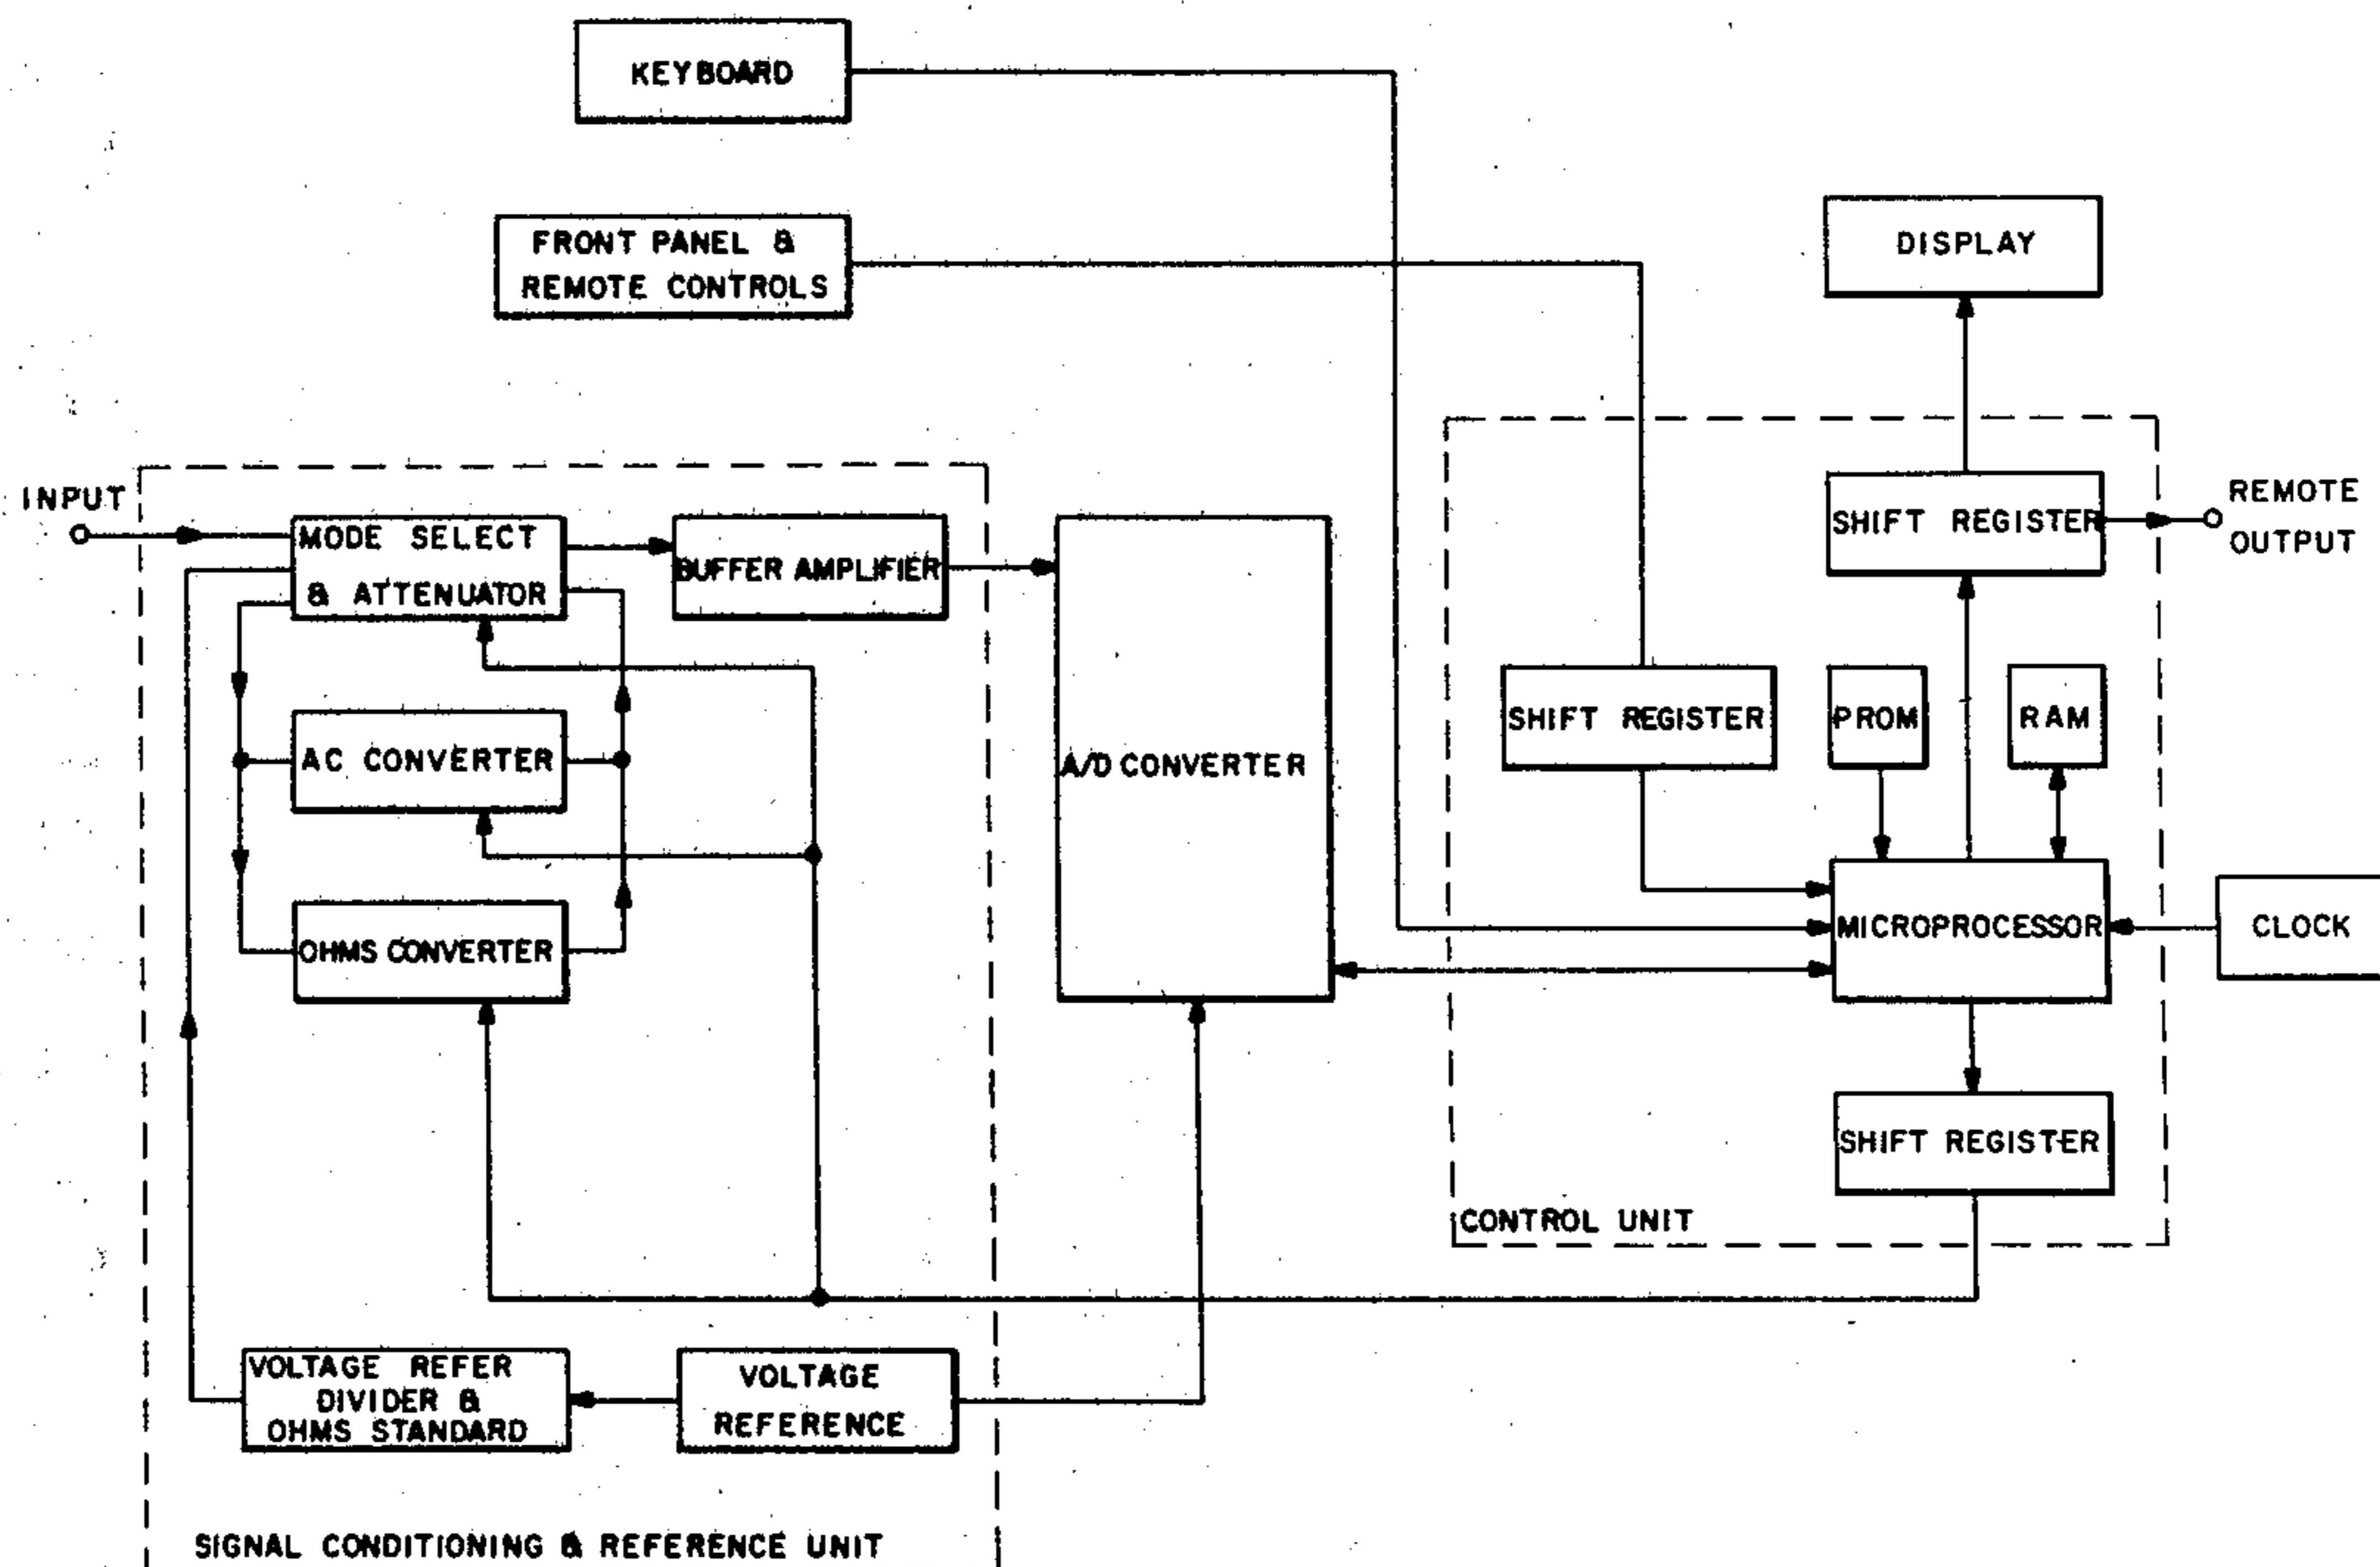 KEYBOARD
FRONT PANEL &
REMOTE CONTROLS
DISPLAY
INPUT
MODE SELECT
& ATTENUATOR
BUFFER AMPLIFIER
A/D CONVERTER
AC CONVERTER
OHMS CONVERTER
SHIFT REGISTER
REMOTE
OUTPUT
SHIFT REGISTER
PROM
RAM
MICROPROCESSOR
CLOCK
SHIFT REGISTER
CONTROL UNIT
VOLTAGE REFER
DIVIDER &
OHMS STANDARD
VOLTAGE
REFERENCE
SIGNAL CONDITIONING & REFERENCE UNIT